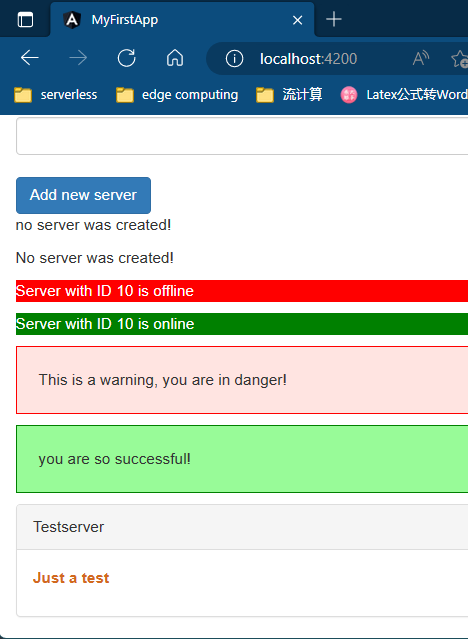 MyFirstApp
localhost:4200
serverless
edge computing
流计算
Latex公式转Word
Add new server
no server was created!
No server was created!
Server with ID 10 is offline
Server with ID 10 is online
This is a warning, you are in danger!
you are so successful!
Testserver
Just a test